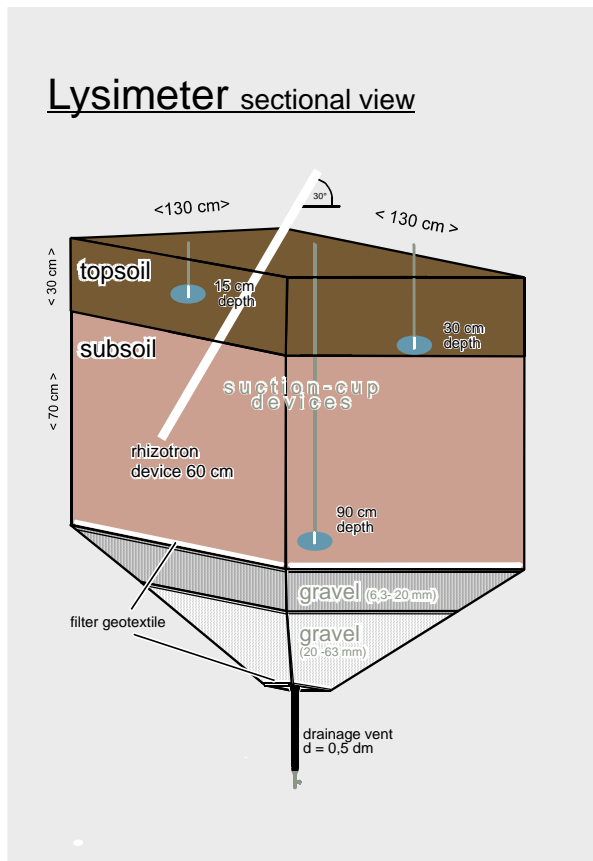 Lysimeter sectional view
<130 cm>
30°
< 130 cm >
< 30 cm >
topsoil
15 cm
depth
30 cm
depth
subsoil
< 70 cm >
suction-cup
devices
rhizotron
device 60 cm
90 cm
depth
gravel (6,3- 20 mm)
filter geotextile
gravel
(20 -63 mm)
drainage vent
d = 0,5 dm